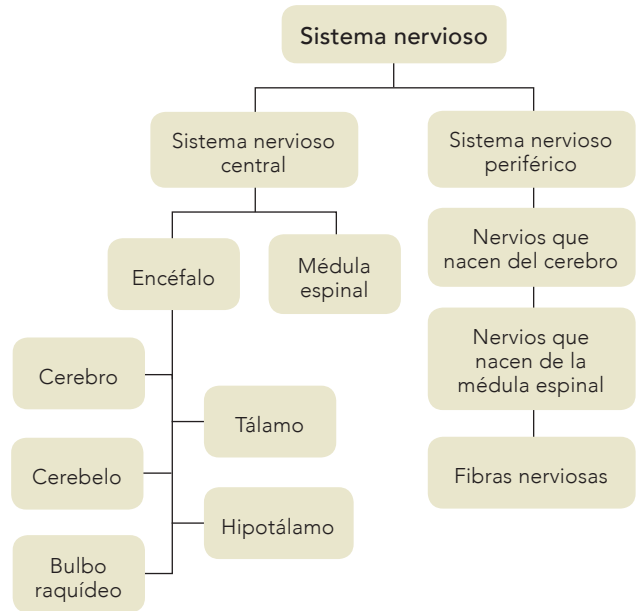 Sistema nervioso
Sistema nervioso
central
Sistema nervioso
periférico
Encéfalo
Médula
espinal
Nervios que
nacen del cerebro
Cerebro
Tálamo
Nervios que
nacen de la
médula espinal
Cerebelo
Hipotálamo
Fibras nerviosas
Bulbo
raquídeo